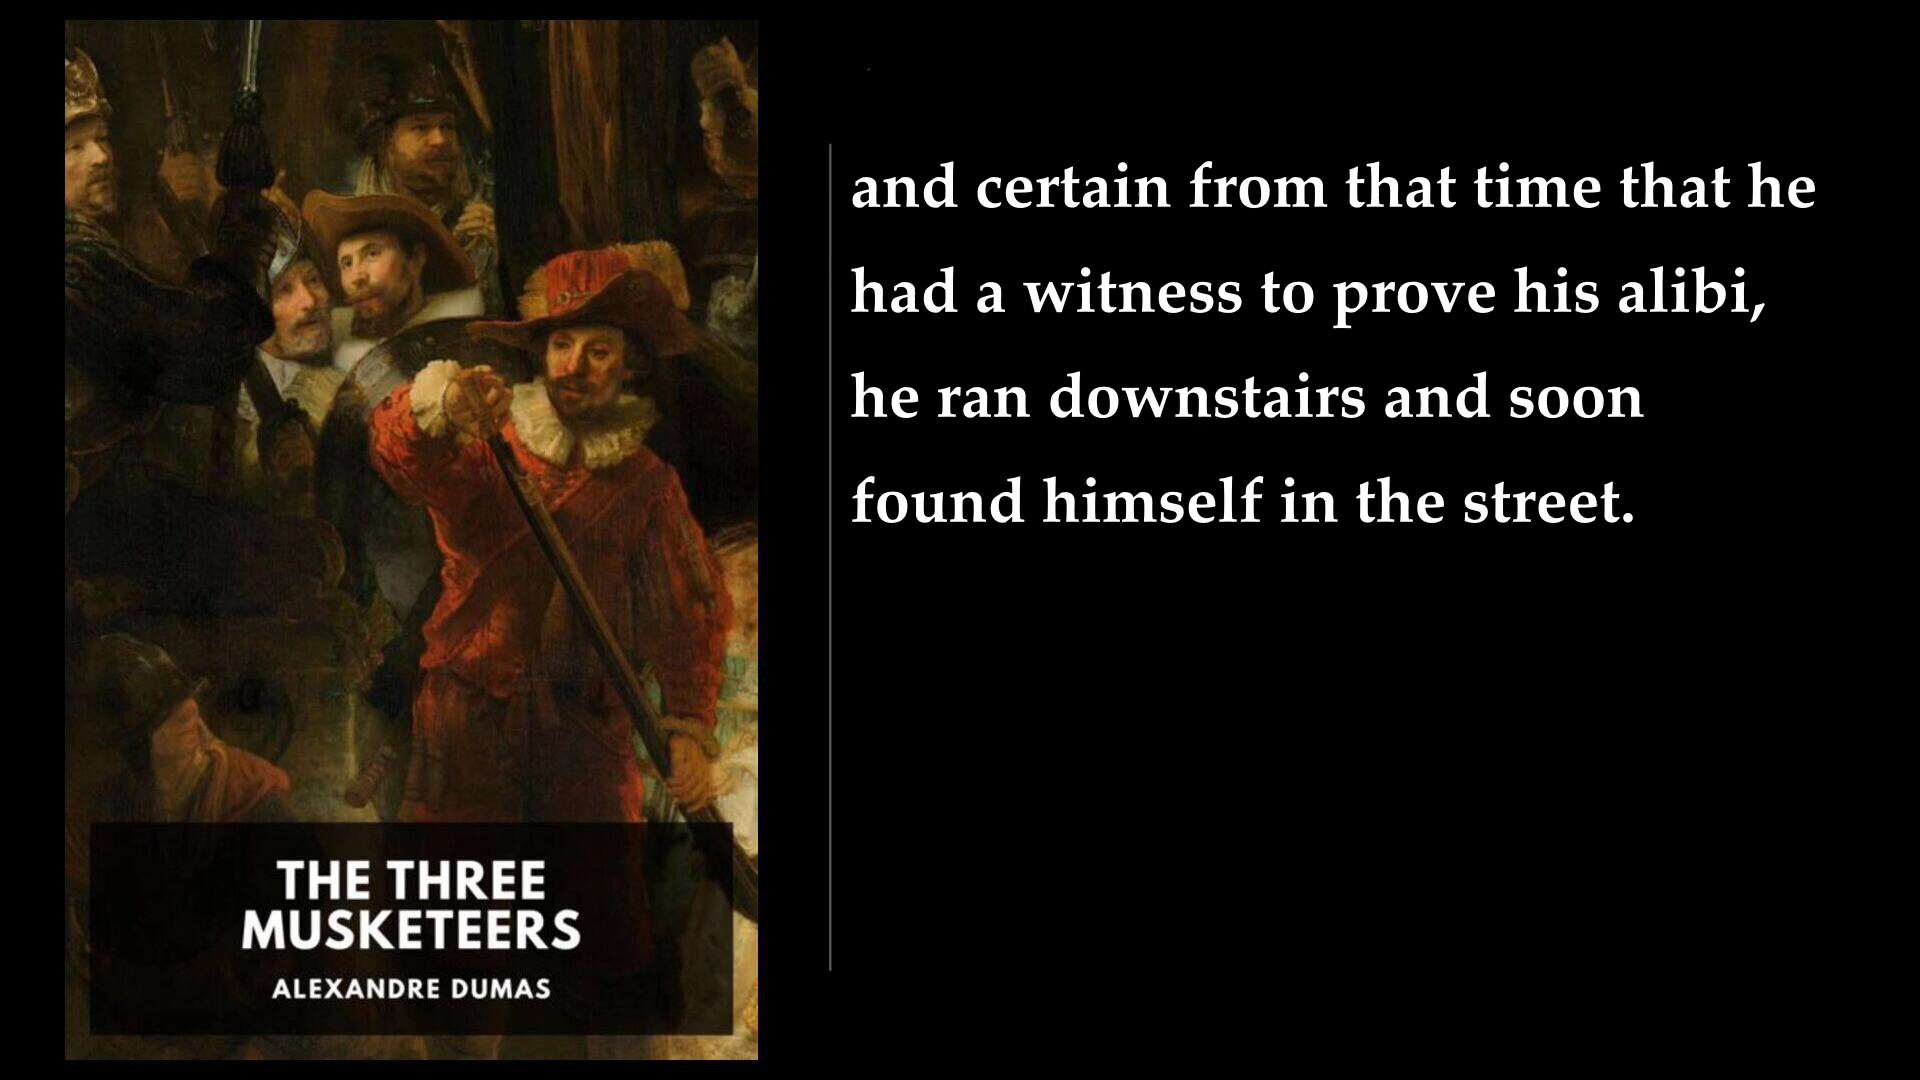 and certain from that time that he
had a witness to prove his alibi,
he ran downstairs and soon
found himself in the street.
THE THREE
MUSKETEERS
ALEXANDRE DUMAS